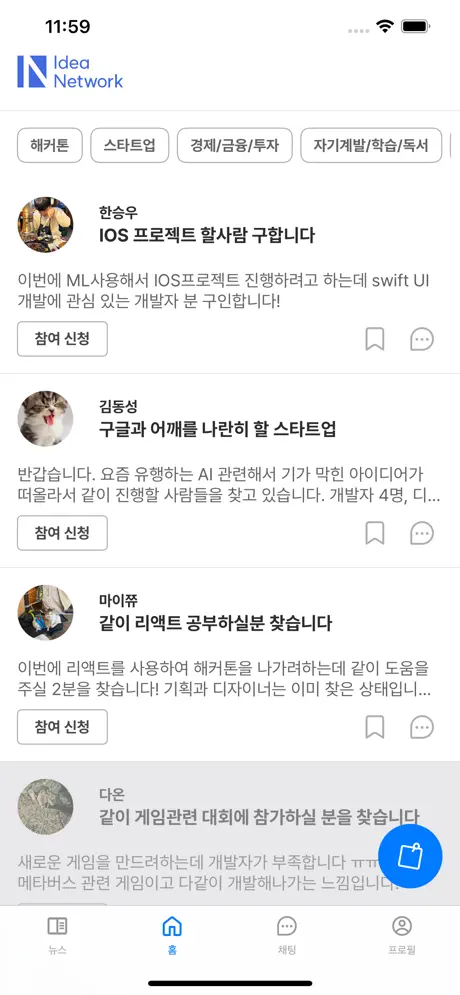 11:59
Idea
Network
해커톤
스타트업
경제/금융/투자
자기계발/학습/독서
한승우
IOS 프로젝트 할사람 구합니다
이번에 ML사용해서 IOS프로젝트 진행하려고 하는데 swift UI
개발에 관심 있는 개발자 분 구인합니다!
참여 신청
김동성
구글과 어깨를 나란히 할 스타트업
반갑습니다. 요즘 유행하는 AI 관련해서 기가 막힌 아이디어가
떠올라서 같이 진행할 사람들을 찾고 있습니다. 개발자 4명, 디...
참여 신청
마이쮸
같이 리액트 공부하실분 찾습니다
이번에 리액트를 사용하여 해커톤을 나가려하는데 같이 도움을
주실 2분을 찾습니다! 기획과 디자이너는 이미 찾은 상태입니...
참여 신청
다온
같이 게임관련 대회에 참가하실 분을 찾습니다
새로운 게임을 만드려하는데 개발자가 부족합니다 ㅠㅠ
메타버스 관련 게임이고 다같이 개발해나가는 느낌입니다!
뉴스
홈
채팅
프로필